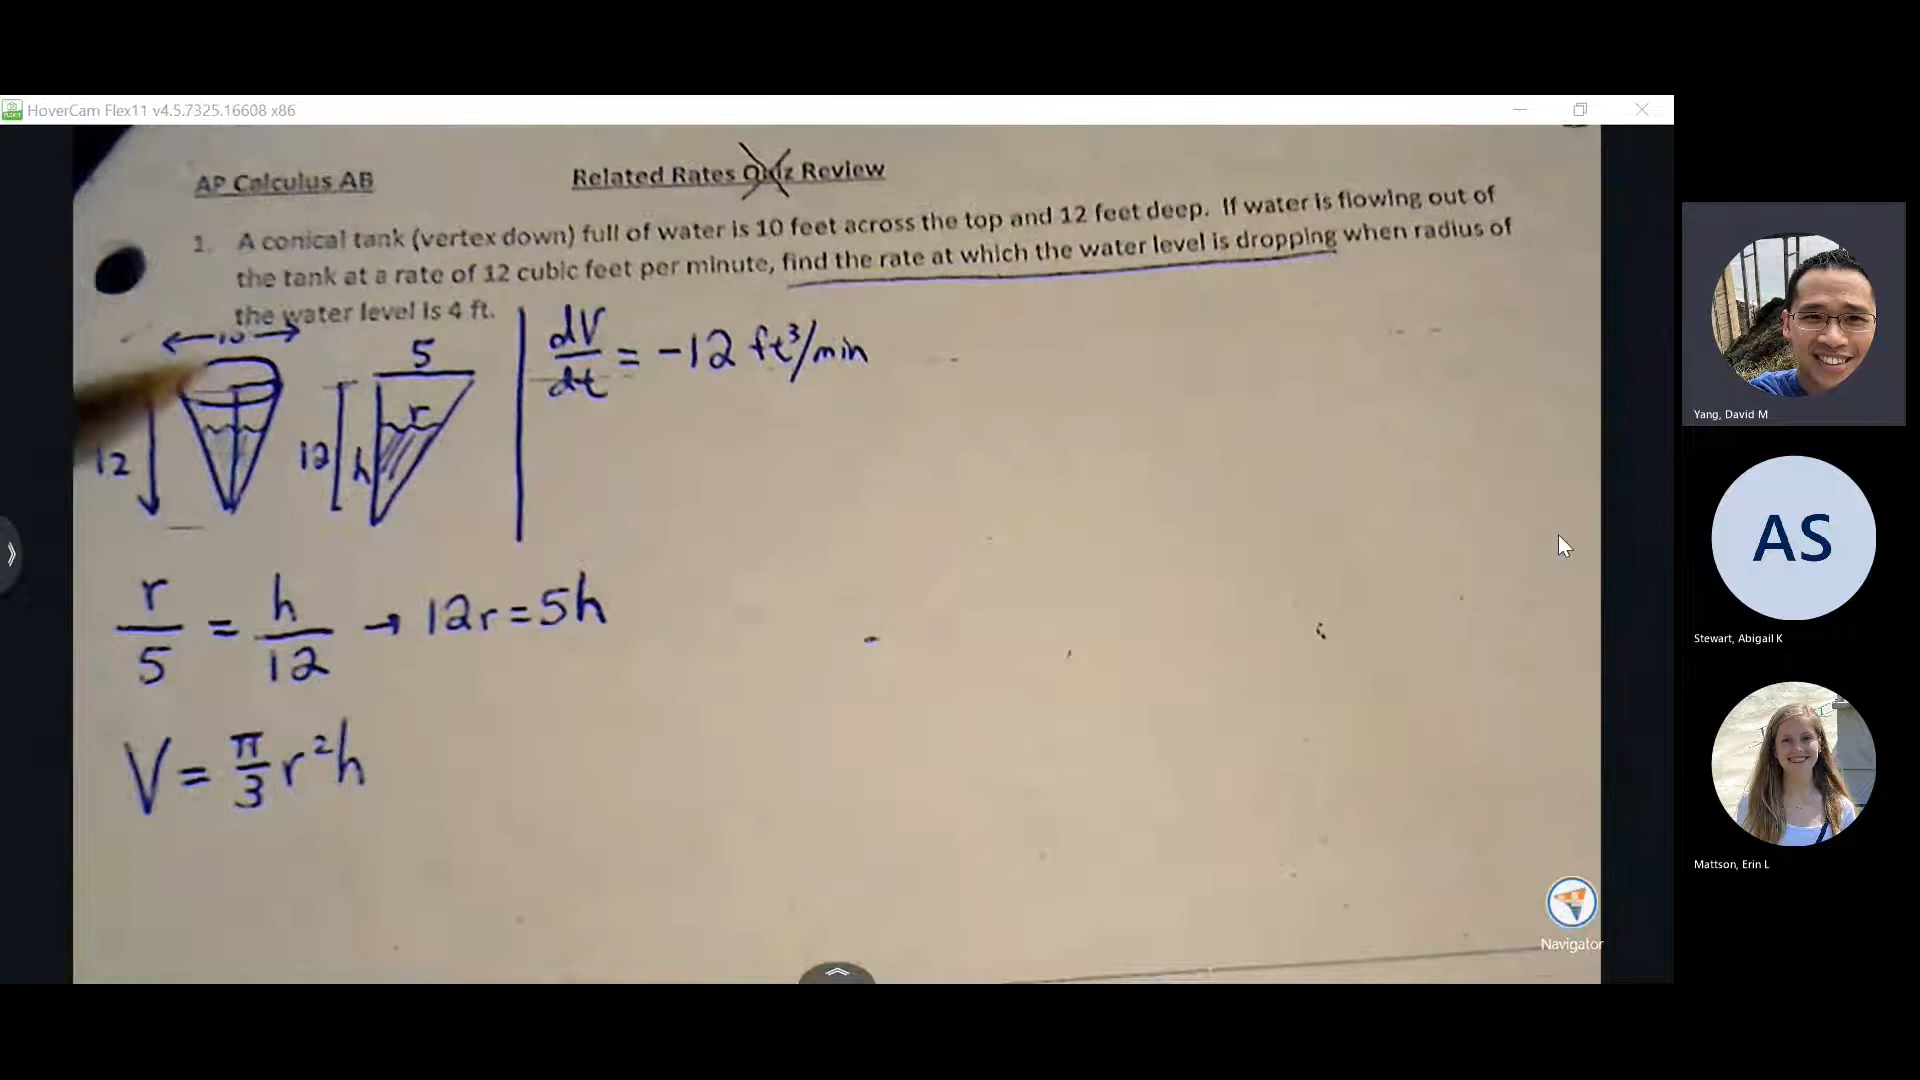 HoverCam Flex11 v4.5.7325.16608 x86
AP Calculus AB
Related Rates Quiz Review
1. A conical tank (vertex down) full of water is 10 feet across the top and 12 feet deep. If water is flowing out of
the tank at a rate of 12 cubic feet per minute, find the rate at which the water level is dropping when radius of
the water level is 4 ft.
10
12
5
r
12
h
dV/dt = -12 ft³/min
r/5 = h/12 → 12r = 5h
V = π/3 r²h
Navigator
Yang, David M
AS
Stewart, Abigail K
Mattson, Erin L